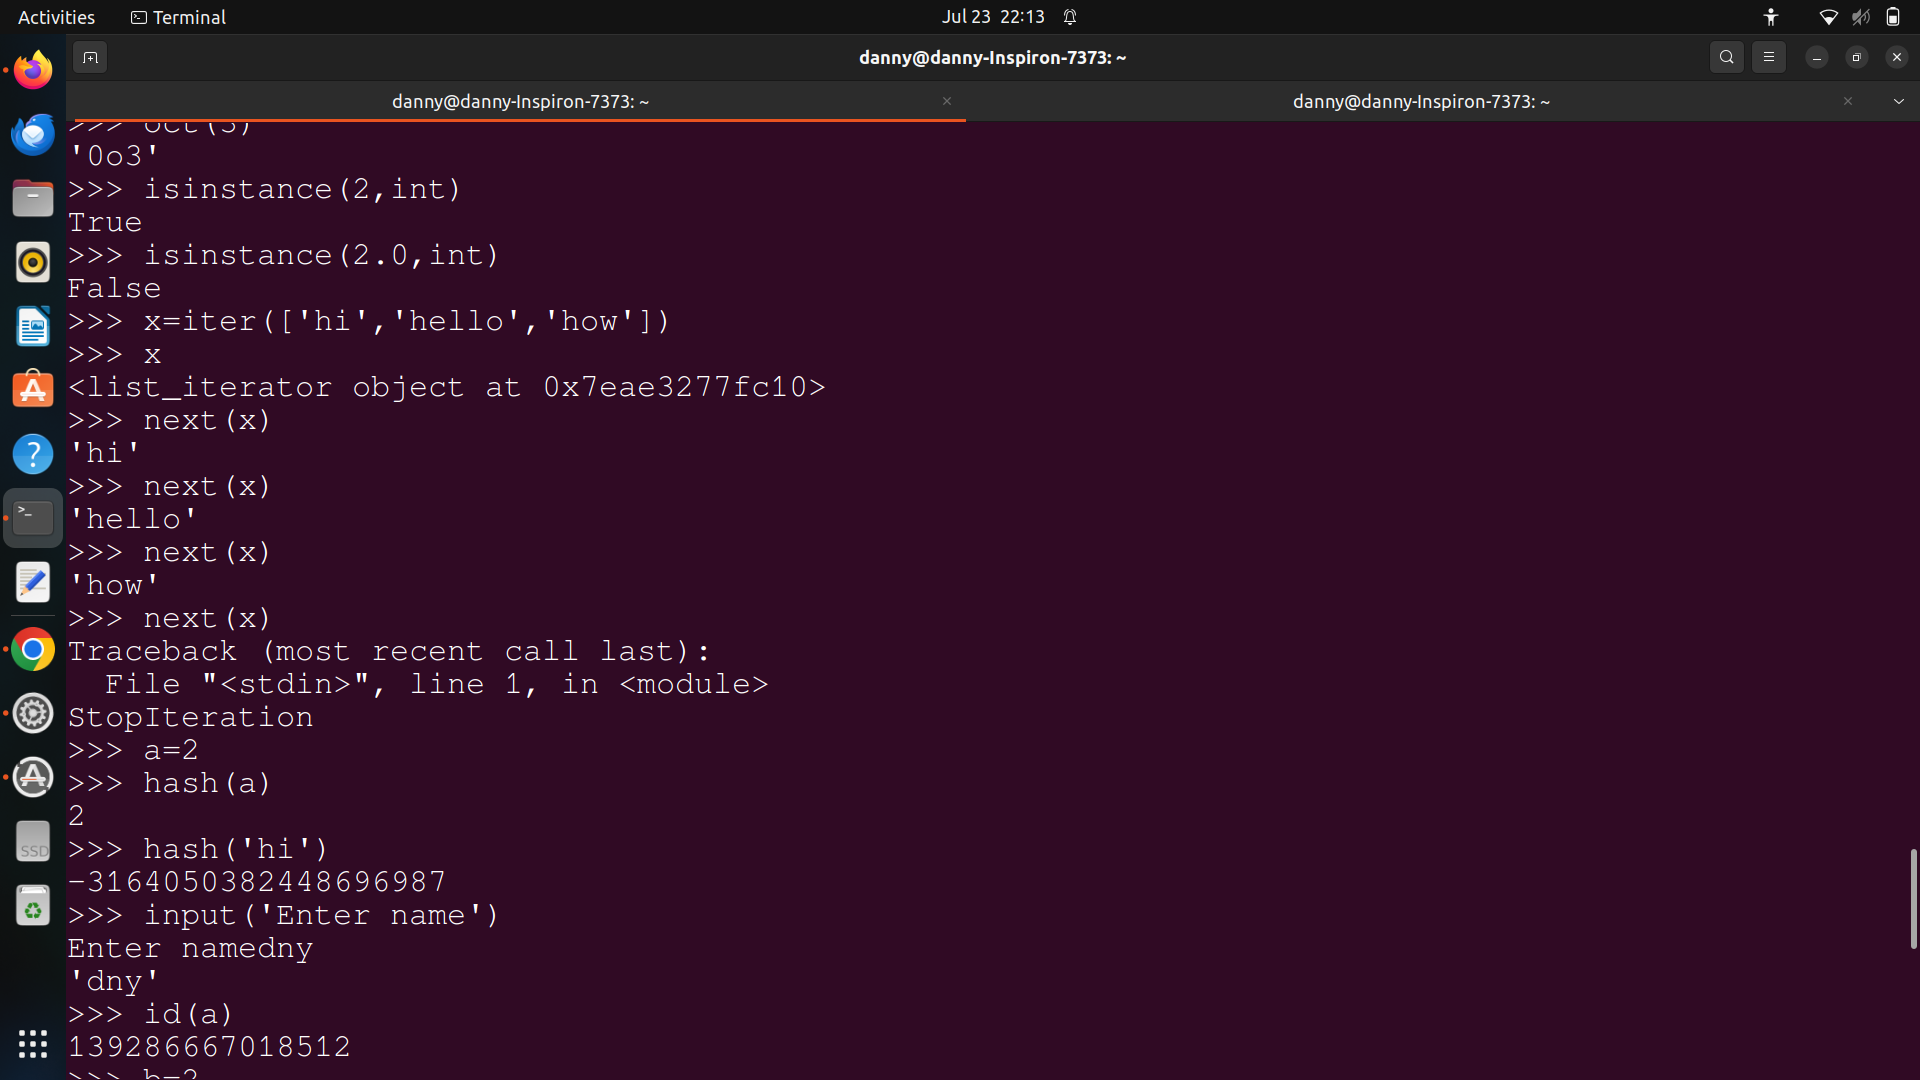 Activities
Terminal
Jul 23 22:13
danny@danny-Inspiron-7373: ~
danny@danny-Inspiron-7373: ~
danny@danny-Inspiron-7373: ~
>>> oct(3)
'0o3'
>>> isinstance(2,int)
True
>>> isinstance(2.0,int)
False
>>> x=iter(['hi','hello','how'])
>>> x
<list_iterator object at 0x7eae3277fc10>
>>> next(x)
'hi'
>>> next(x)
'hello'
>>> next(x)
'how'
>>> next(x)
Traceback (most recent call last):
  File "<stdin>", line 1, in <module>
StopIteration
>>> a=2
>>> hash(a)
2
>>> hash('hi')
-3164050382448696987
>>> input('Enter name')
Enter namedny
'dny'
>>> id(a)
139286667018512
SSD